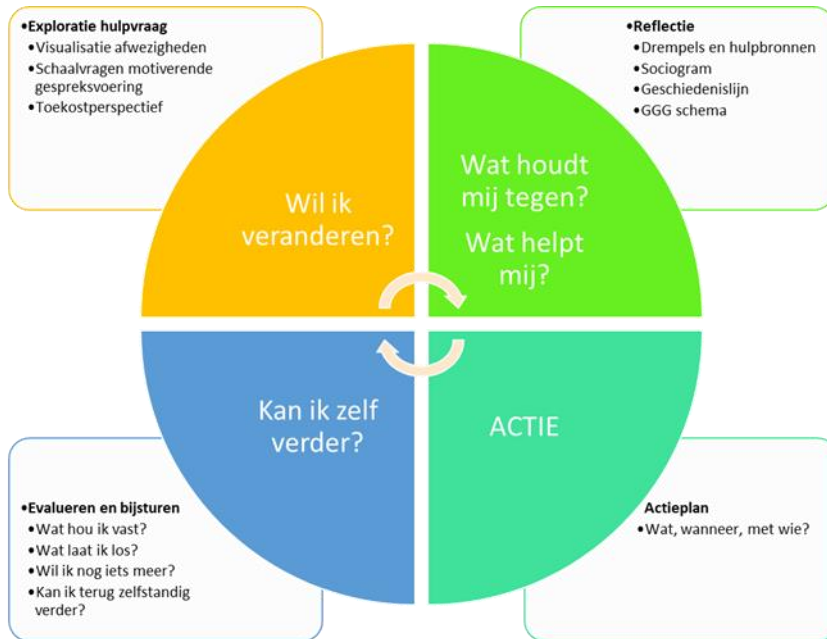 •Exploratie hulpvraag
•Visualisatie afwezigheden
•Schaalvragen motiverende
gespreksvoering
•Toekostperspectief
•Reflectie
•Drempels en hulpbronnen
•Sociogram
•Geschiedenislijn
•GGG schema
Wil ik
veranderen?
Wat houdt
mij tegen?
Wat helpt
mij?
Kan ik zelf
verder?
ACTIE
•Evalueren en bijsturen
•Wat hou ik vast?
•Wat laat ik los?
•Wil ik nog iets meer?
•Kan ik terug zelfstandig
verder?
Actieplan
•Wat, wanneer, met wie?